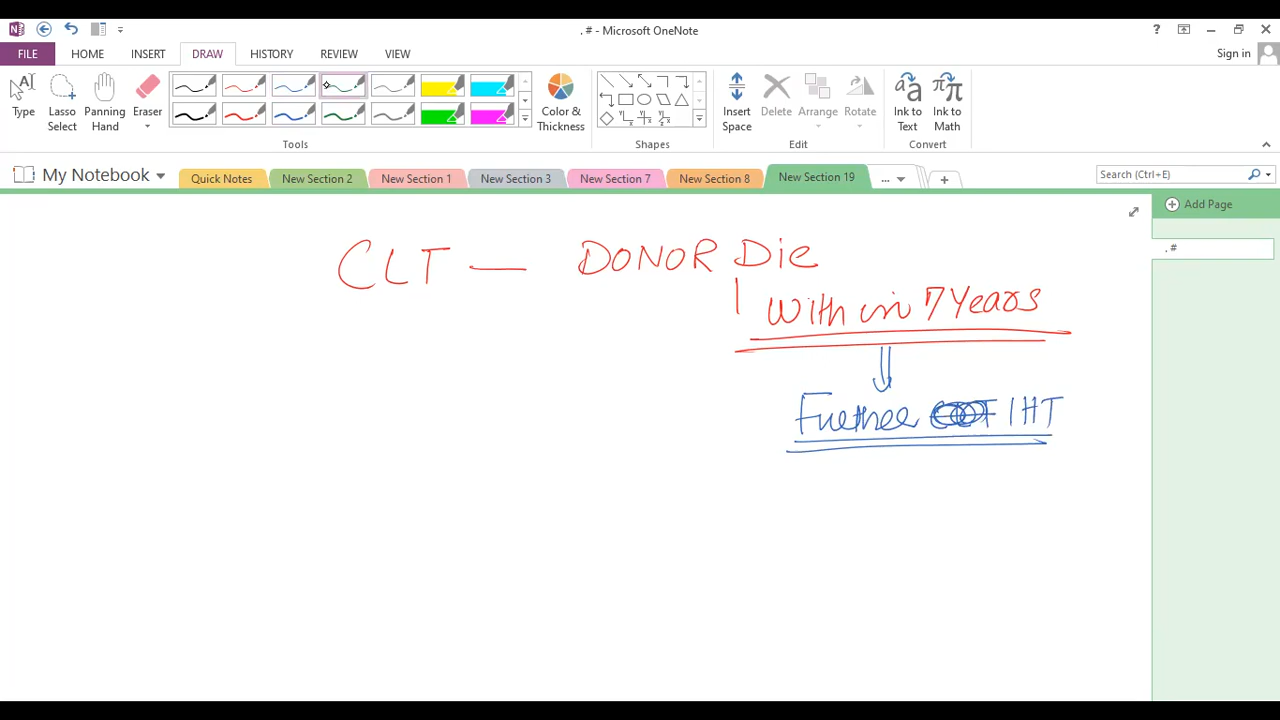 . # - Microsoft OneNote
?
Sign in
FILE HOME INSERT DRAW HISTORY REVIEW VIEW
Type
Lasso Select
Panning Hand
Eraser
Color & Thickness
Insert Space
Delete
Arrange
Rotate
Ink to Text
Ink to Math
Tools Shapes Edit Convert
My Notebook Quick Notes New Section 2 New Section 1 New Section 3 New Section 7 New Section 8 New Section 19 ... Search (Ctrl+E)
Add Page
. #
CLT — DONOR Die
With in 7 Years
Further IHT